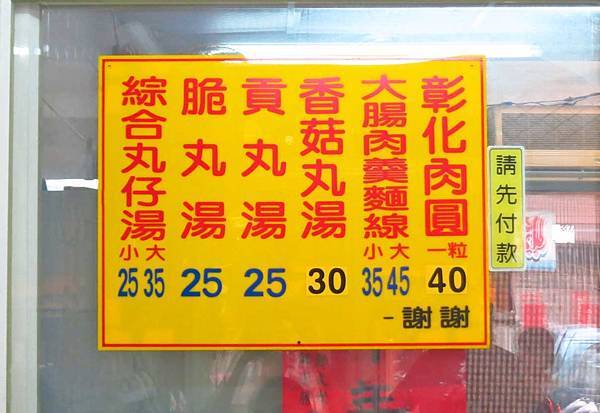 彰化肉圓
一粒
40
大腸肉羹麵線
小 大
35 45
香菇丸湯
30
貢丸湯
25
脆丸湯
25
綜合丸仔湯
小 大
25 35
-謝謝
請先付款
年